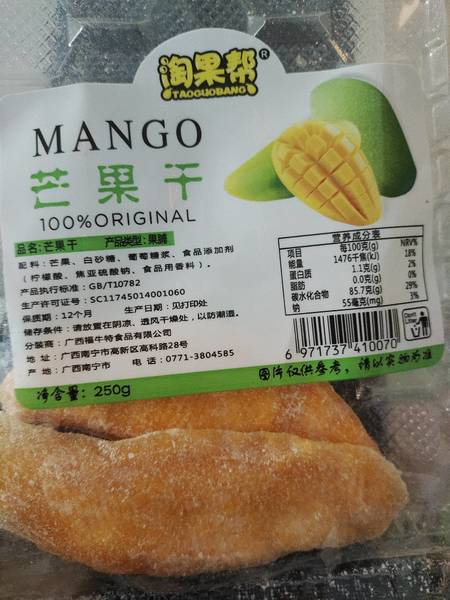 淘果帮®
TAOGUOBANG
MANGO
芒果干
100%ORIGINAL
品名:芒果干 产品类型:果脯
配料: 芒果、白砂糖、葡萄糖浆、食品添加剂
(柠檬酸、焦亚硫酸钠、食品用香料)。
产品执行标准: GB/T10782
生产许可证号: SC11745014001060
保质期: 12个月 生产日期: 见打印处
储存条件: 请放置在阴凉、透风干燥处,以防潮酒。
分装商: 广西福牛特食品有限公司
地址: 广西南宁市高新区高科路28号
产地: 广西南宁市 电话: 0771-3804585
净含量: 250g
营养成分表
项目 每100克(g) NRV%
能量 1476千焦(kJ) 18%
蛋白质 1.1克(g) 2%
脂肪 0.0克(g) 0%
碳水化合物 85.7克(g) 29%
钠 55毫克(mg) 3%
6 971737 410070
图片仅供参考,请以实物为准